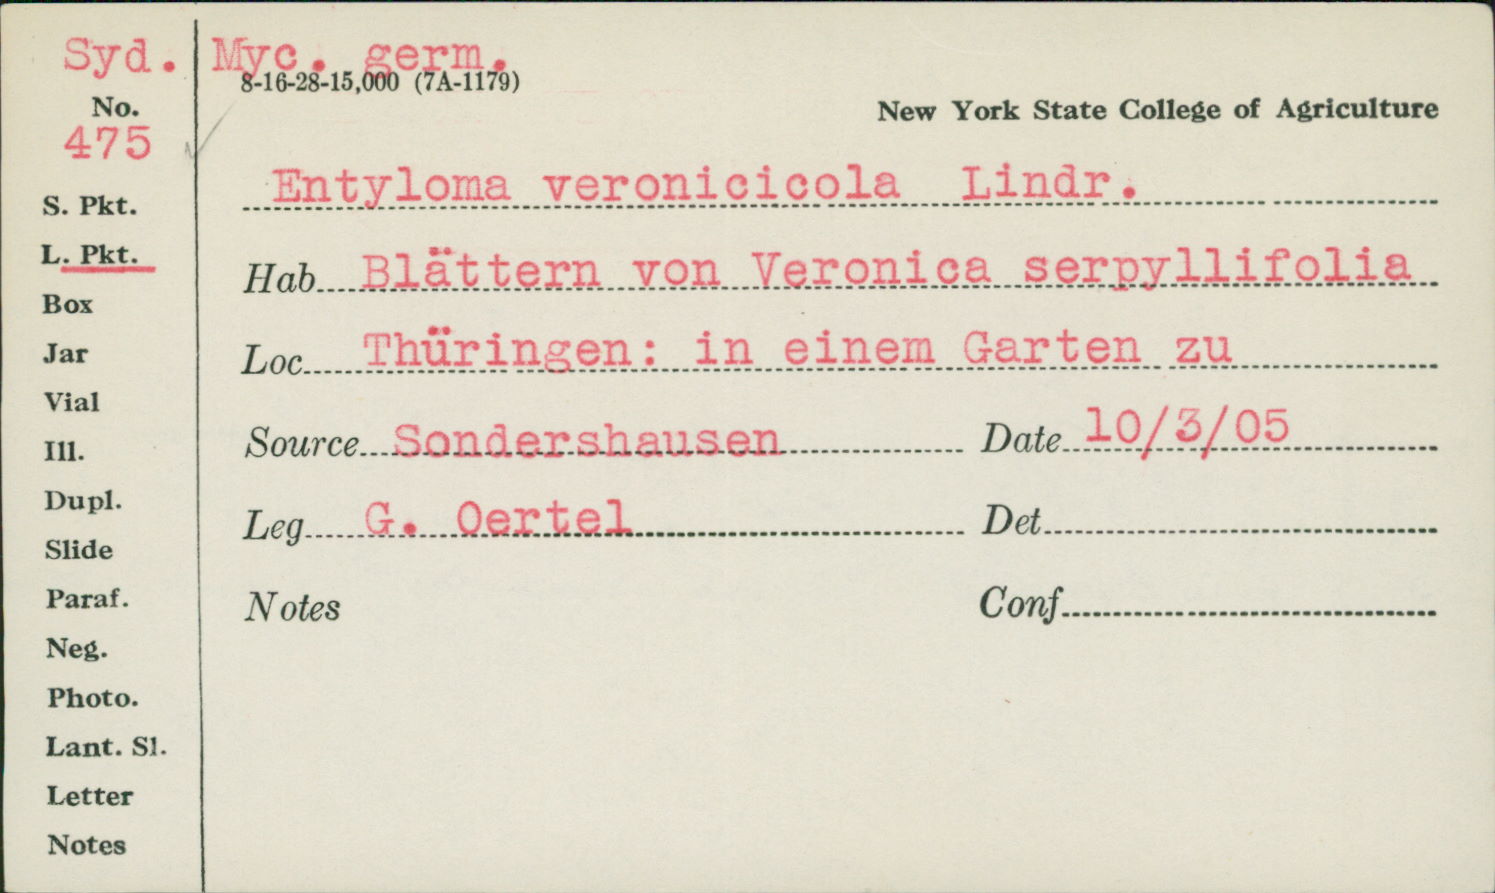 Syd. Myc. germ.
8-16-28-15,000 (7A-1179)
No.
475
New York State College of Agriculture
Entyloma veronicicola Lindr.
S. Pkt.
L. Pkt.
Hab Blättern von Veronica serpyllifolia
Box
Jar
Loc Thüringen: in einem Garten zu
Vial
Ill.
Source Sondershausen Date 10/3/05
Dupl.
Leg G. Oertel Det
Slide
Paraf.
Notes Conf
Neg.
Photo.
Lant. Sl.
Letter
Notes